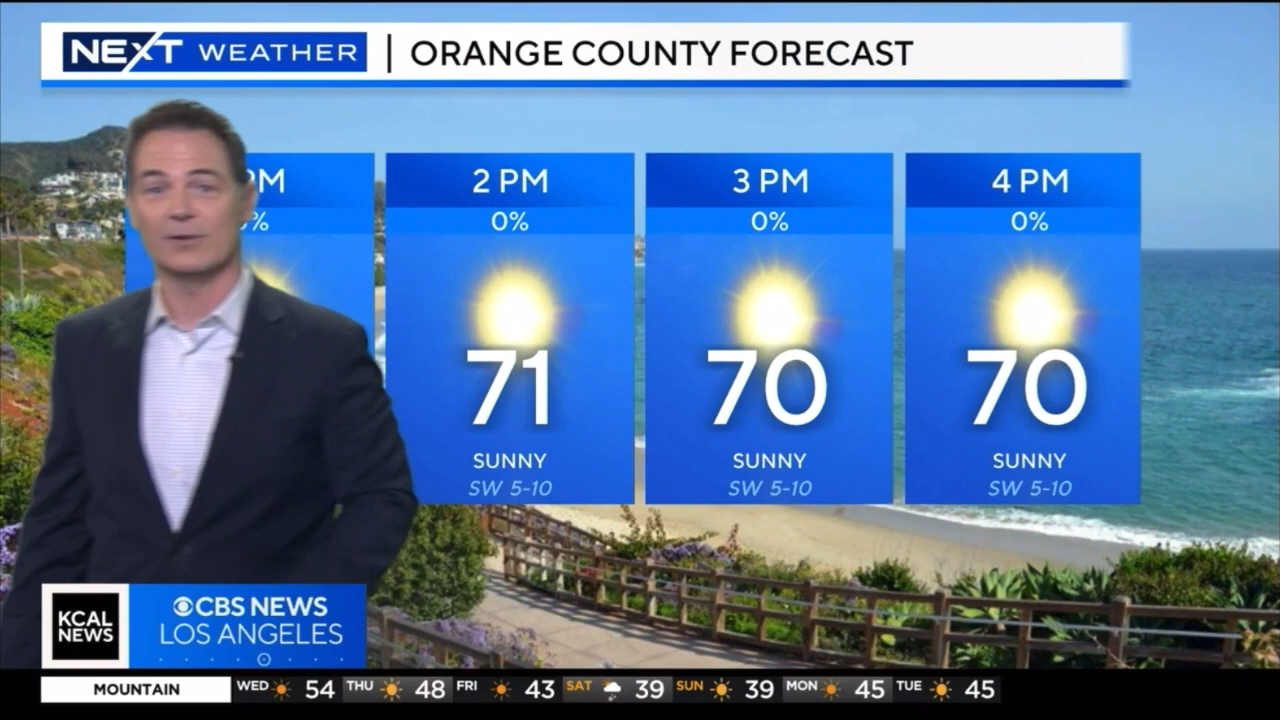 NEXT WEATHER | ORANGE COUNTY FORECAST
PM 2 PM 3 PM 4 PM
% 0% 0% 0%
71 70 70
SUNNY SUNNY SUNNY
SW 5-10 SW 5-10 SW 5-10
KCAL NEWS
CBS NEWS
LOS ANGELES
MOUNTAIN WED 54 THU 48 FRI 43 SAT 39 SUN 39 MON 45 TUE 45